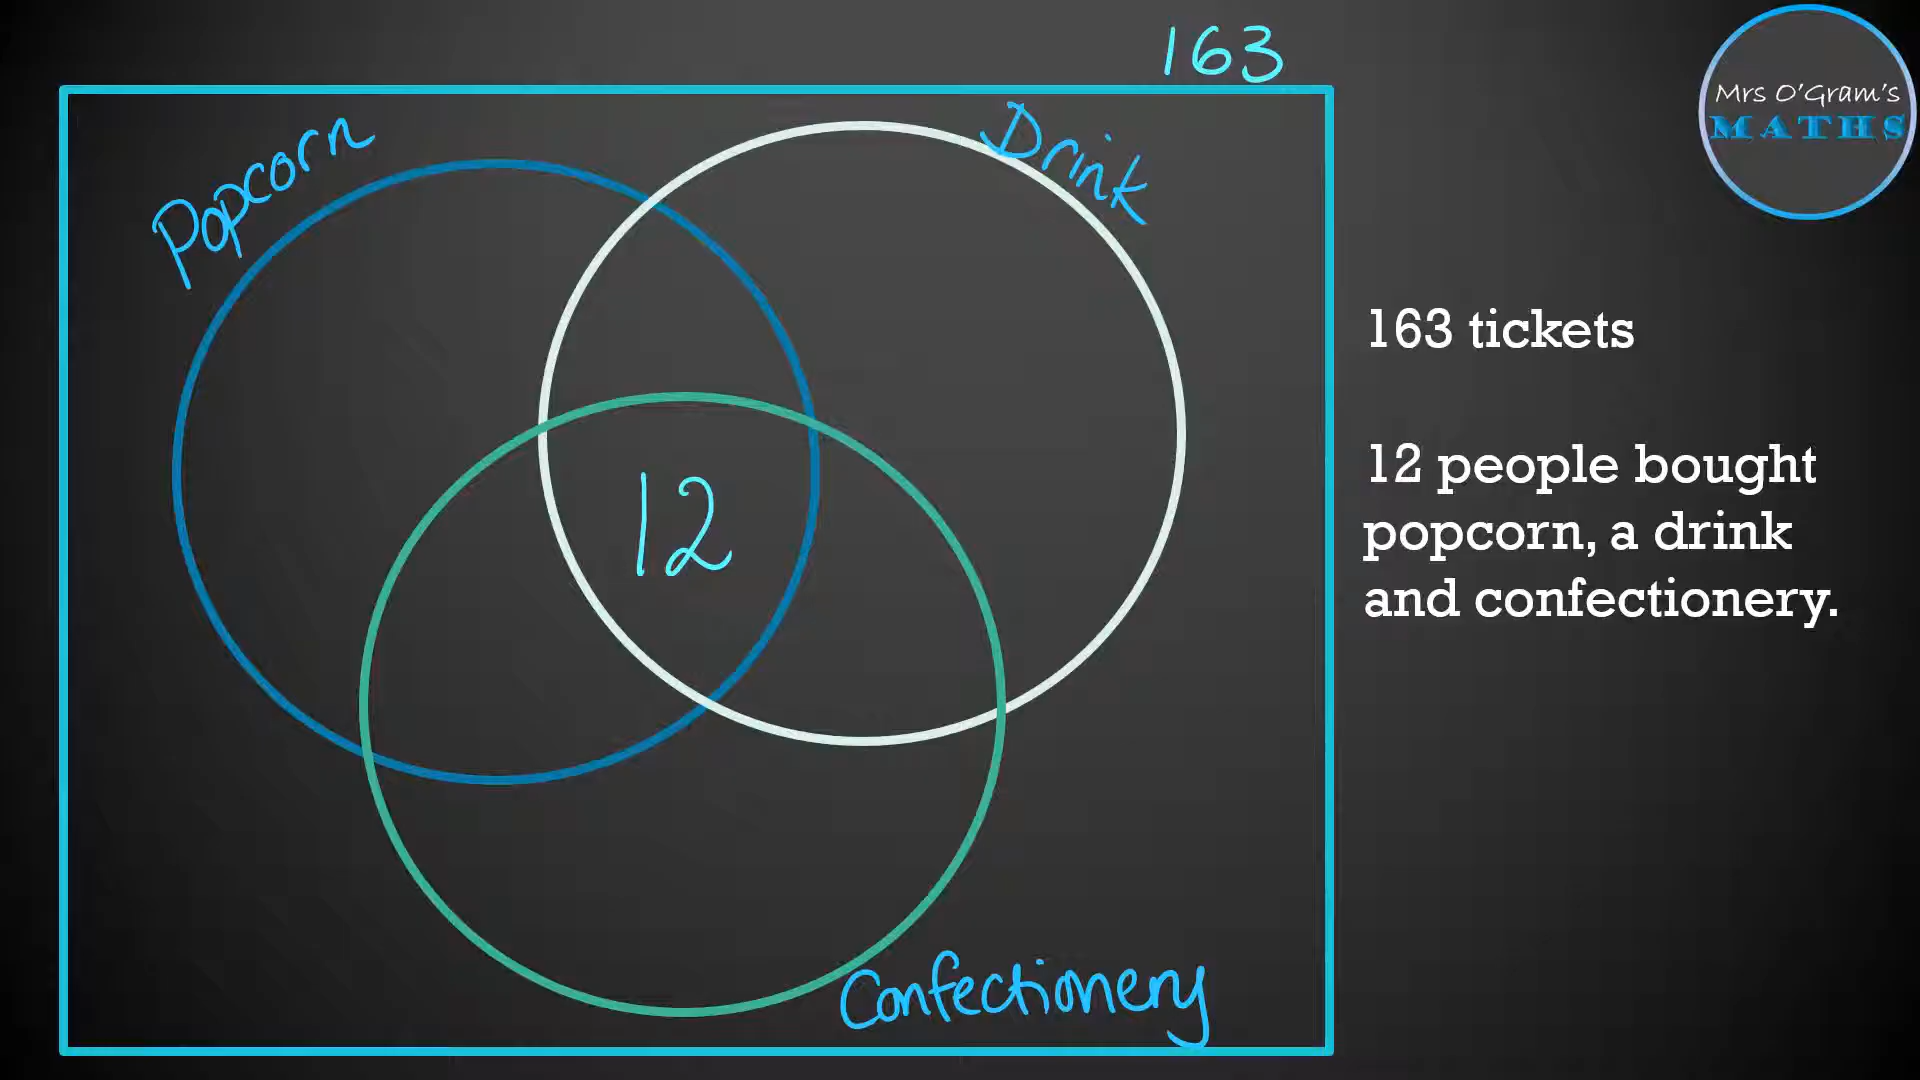 163
Mrs O'Gram's
MATHS
Popcorn
Drink
163 tickets
12 people bought
popcorn, a drink
and confectionery.
12
Confectionery